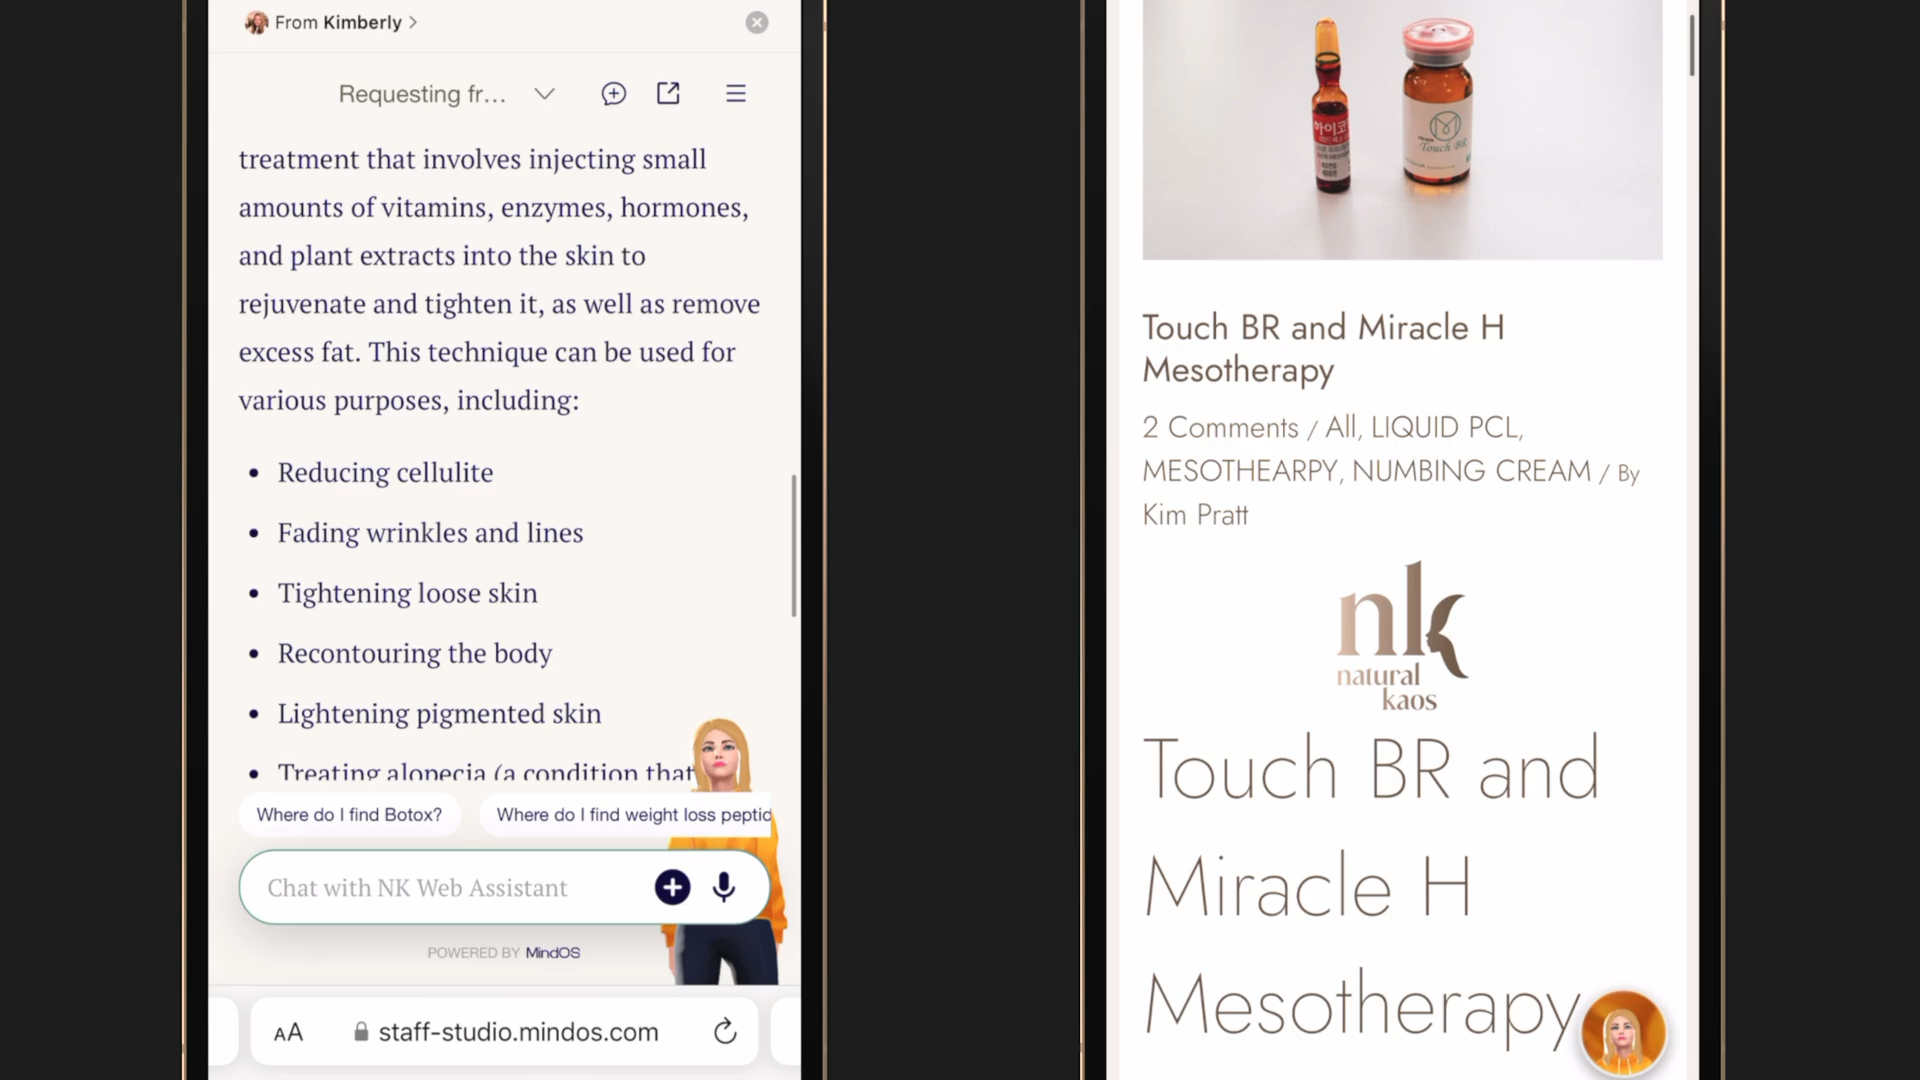 From Kimberly
Requesting fr...
treatment that involves injecting small
amounts of vitamins, enzymes, hormones,
and plant extracts into the skin to
rejuvenate and tighten it, as well as remove
excess fat. This technique can be used for
various purposes, including:
• Reducing cellulite
• Fading wrinkles and lines
• Tightening loose skin
• Recontouring the body
• Lightening pigmented skin
• Treating alopecia (a condition that
Where do I find Botox?
Where do I find weight loss peptid
Chat with NK Web Assistant
POWERED BY MindOS
AA
staff-studio.mindos.com
하이코
Touch BR
Touch BR and Miracle H
Mesotherapy
2 Comments / All, LIQUID PCL,
MESOTHEARPY, NUMBING CREAM / By
Kim Pratt
nk
natural
kaos
Touch BR and
Miracle H
Mesotherapy